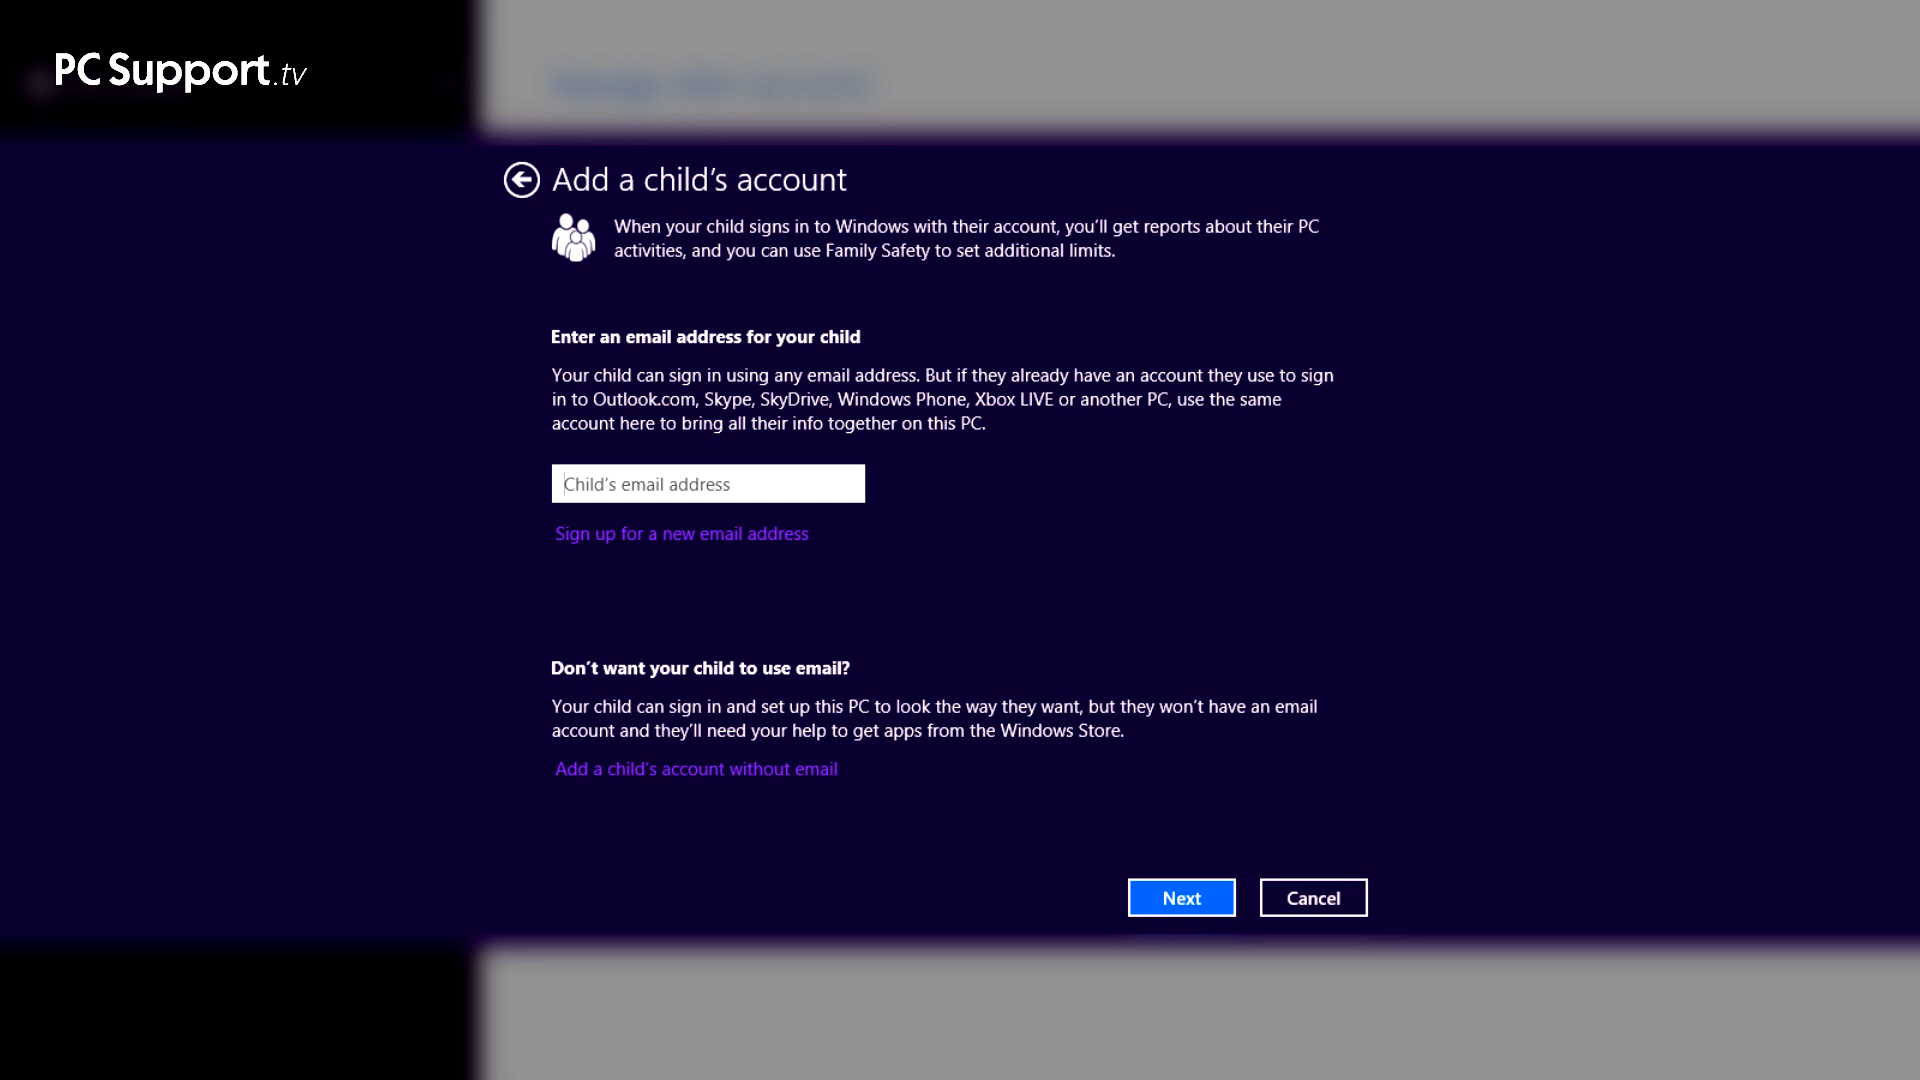 PC Support.tv
Add a child's account
When your child signs in to Windows with their account, you'll get reports about their PC
activities, and you can use Family Safety to set additional limits.
Enter an email address for your child
Your child can sign in using any email address. But if they already have an account they use to sign
in to Outlook.com, Skype, SkyDrive, Windows Phone, Xbox LIVE or another PC, use the same
account here to bring all their info together on this PC.
Child's email address
Sign up for a new email address
Don't want your child to use email?
Your child can sign in and set up this PC to look the way they want, but they won't have an email
account and they'll need your help to get apps from the Windows Store.
Add a child's account without email
Next Cancel